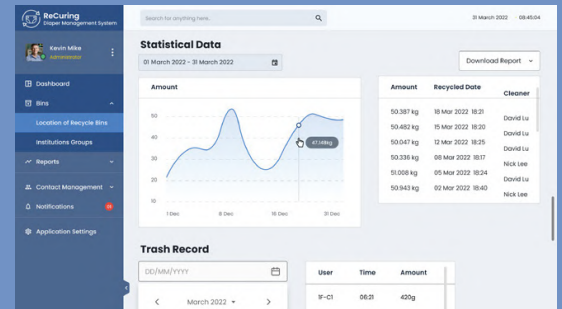 ReCuring
Diaper Management System
Search for anything here..
31 March 2022 08:45:04
Kevin Mike
Administrator
Dashboard
Bins
Location of Recycle Bins
Institutions Groups
Reports
Contact Management
Notifications
Application Settings
Statistical Data
01 March 2022 - 31 March 2022
Download Report
Amount
50
40
30
20
10
47.148kg
1 Dec 8 Dec 16 Dec 31 Dec
Amount Recycled Date Cleaner
50.387 kg 18 Mar 2022 18:21 David Lu
50.482 kg 15 Mar 2022 18:20 David Lu
50.047 kg 12 Mar 2022 18:25 David Lu
50.336 kg 08 Mar 2022 18:17 Nick Lee
51.008 kg 05 Mar 2022 18:24 David Lu
50.943 kg 02 Mar 2022 18:40 Nick Lee
Trash Record
DD/MM/YYYY
March 2022
User Time Amount
1F-C1 06:21 420g